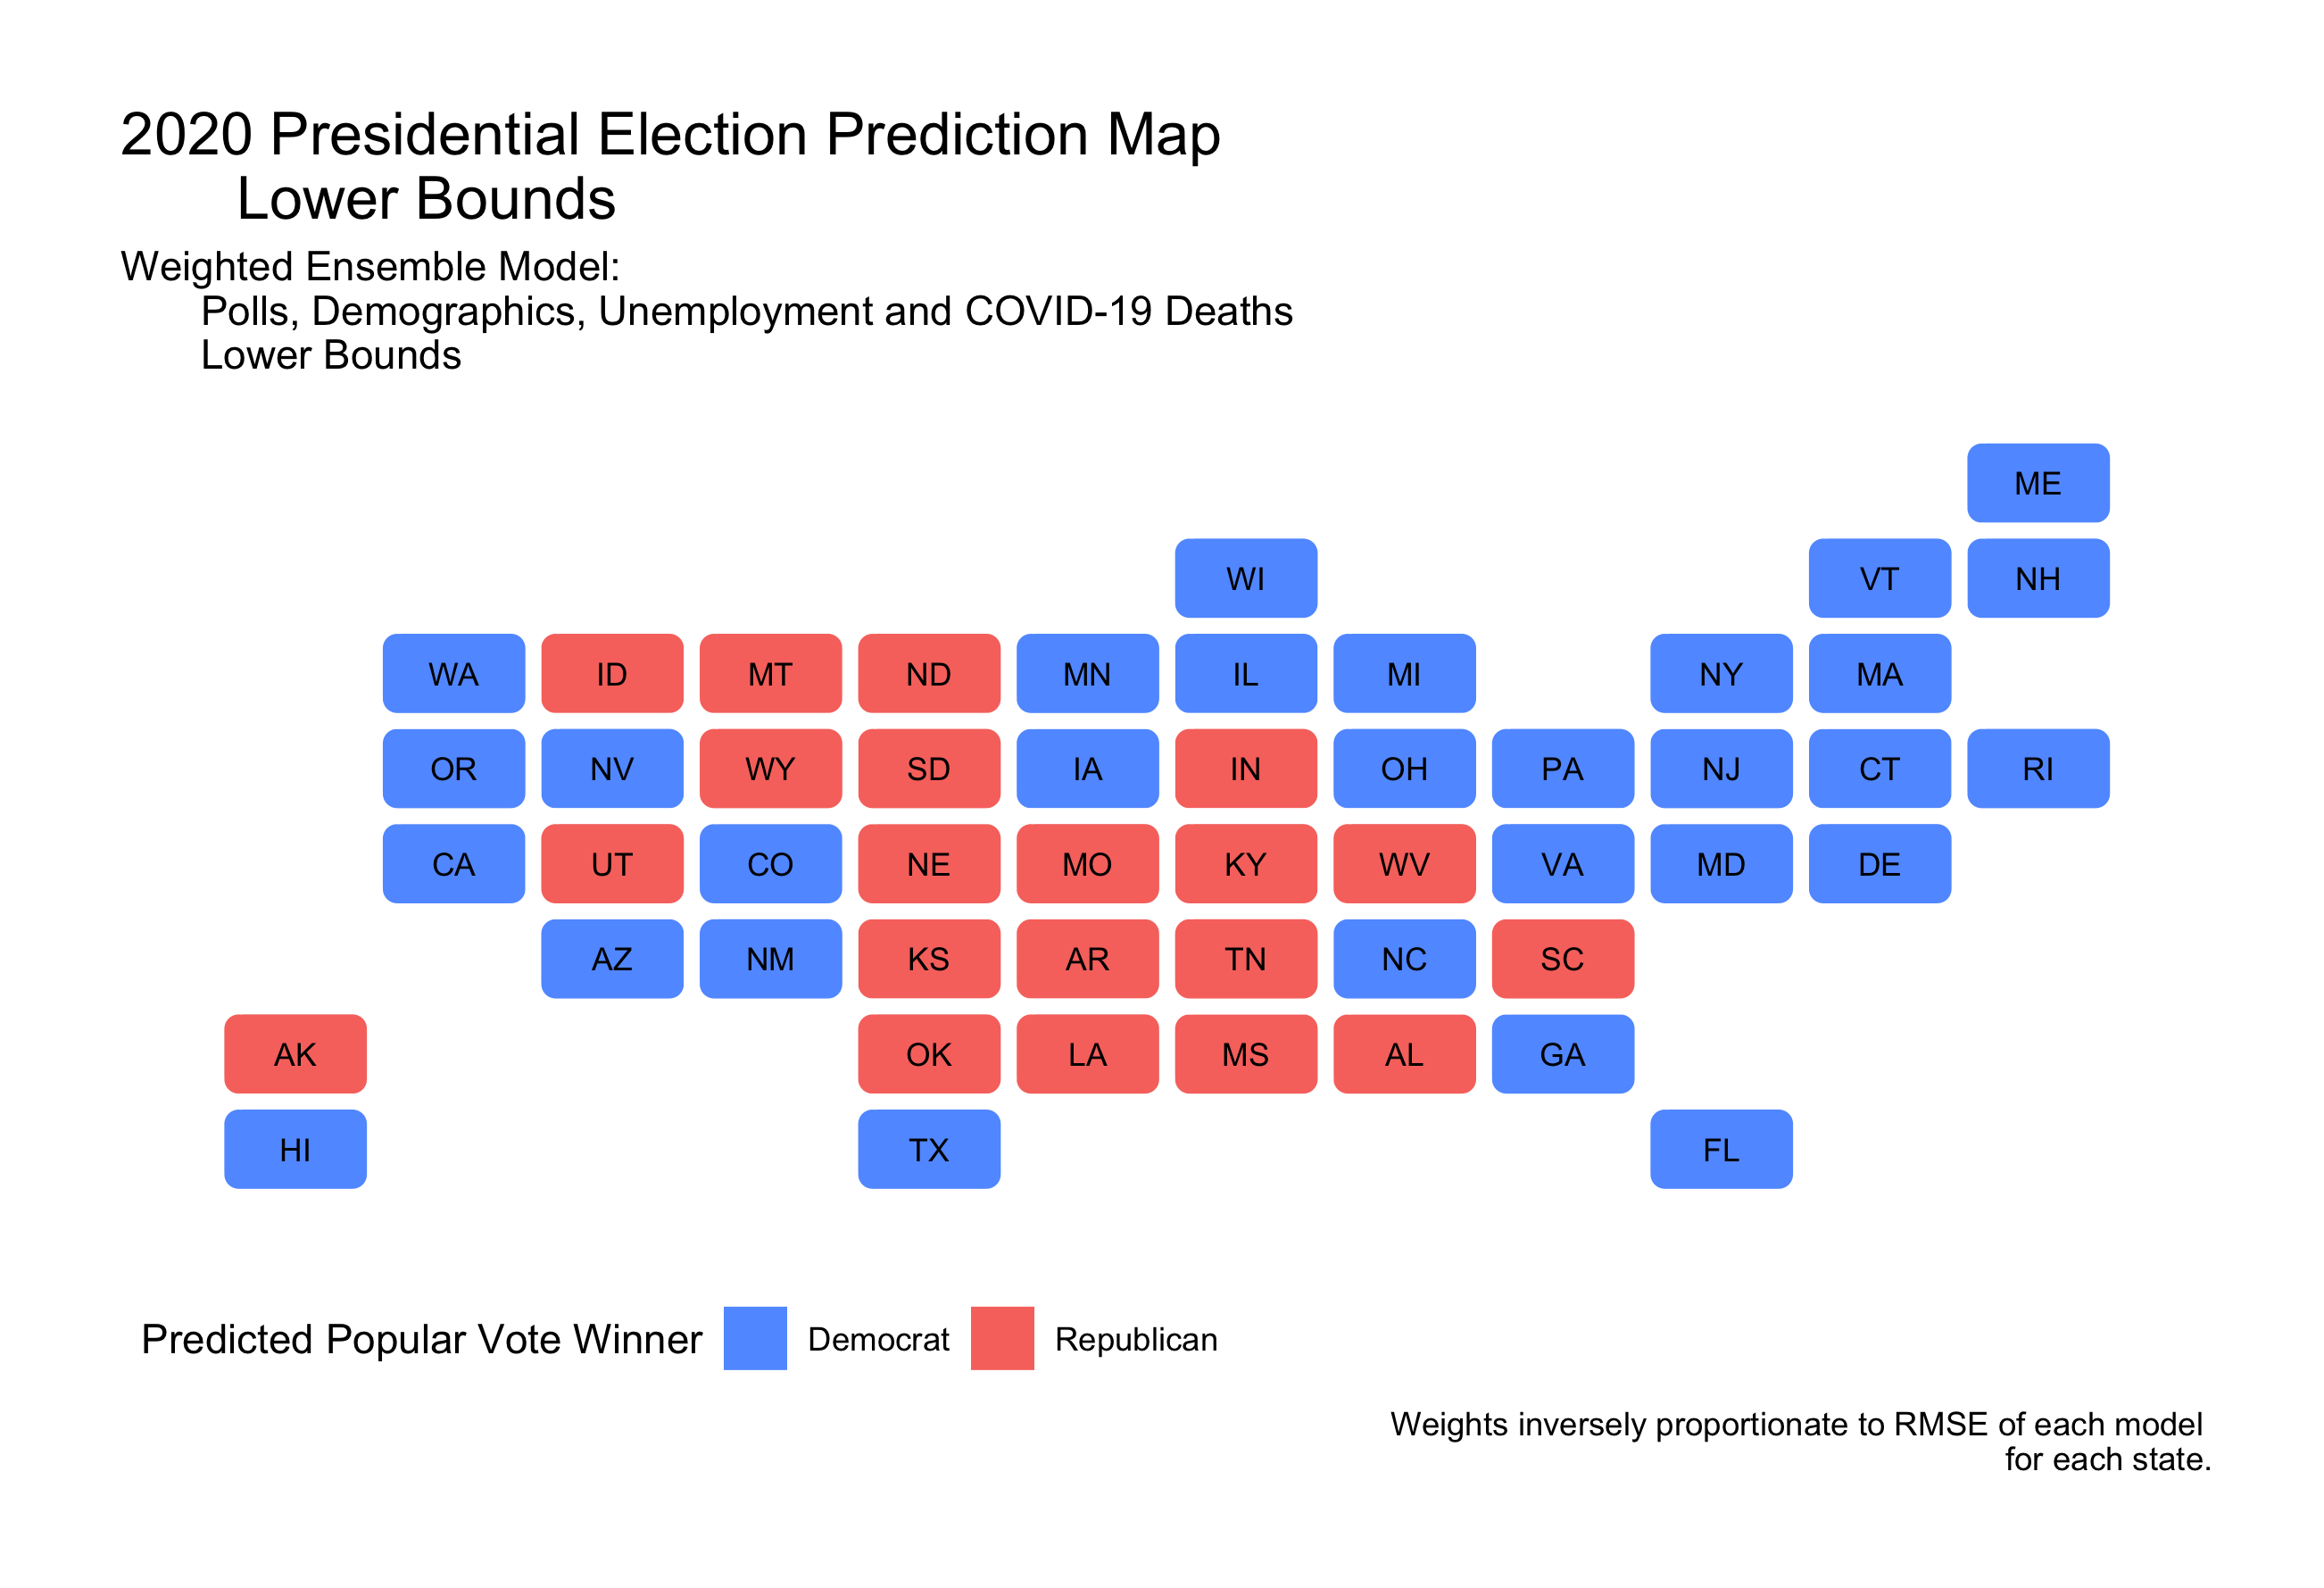 2020 Presidential Election Prediction Map
Lower Bounds
Weighted Ensemble Model:
Polls, Demographics, Unemployment and COVID-19 Deaths
Lower Bounds
ME
WI VT NH
WA ID MT ND MN IL MI NY MA
OR NV WY SD IA IN OH PA NJ CT RI
CA UT CO NE MO KY WV VA MD DE
AZ NM KS AR TN NC SC
AK OK LA MS AL GA
HI TX FL
Predicted Popular Vote Winner Democrat Republican
Weights inversely proportionate to RMSE of each model
for each state.